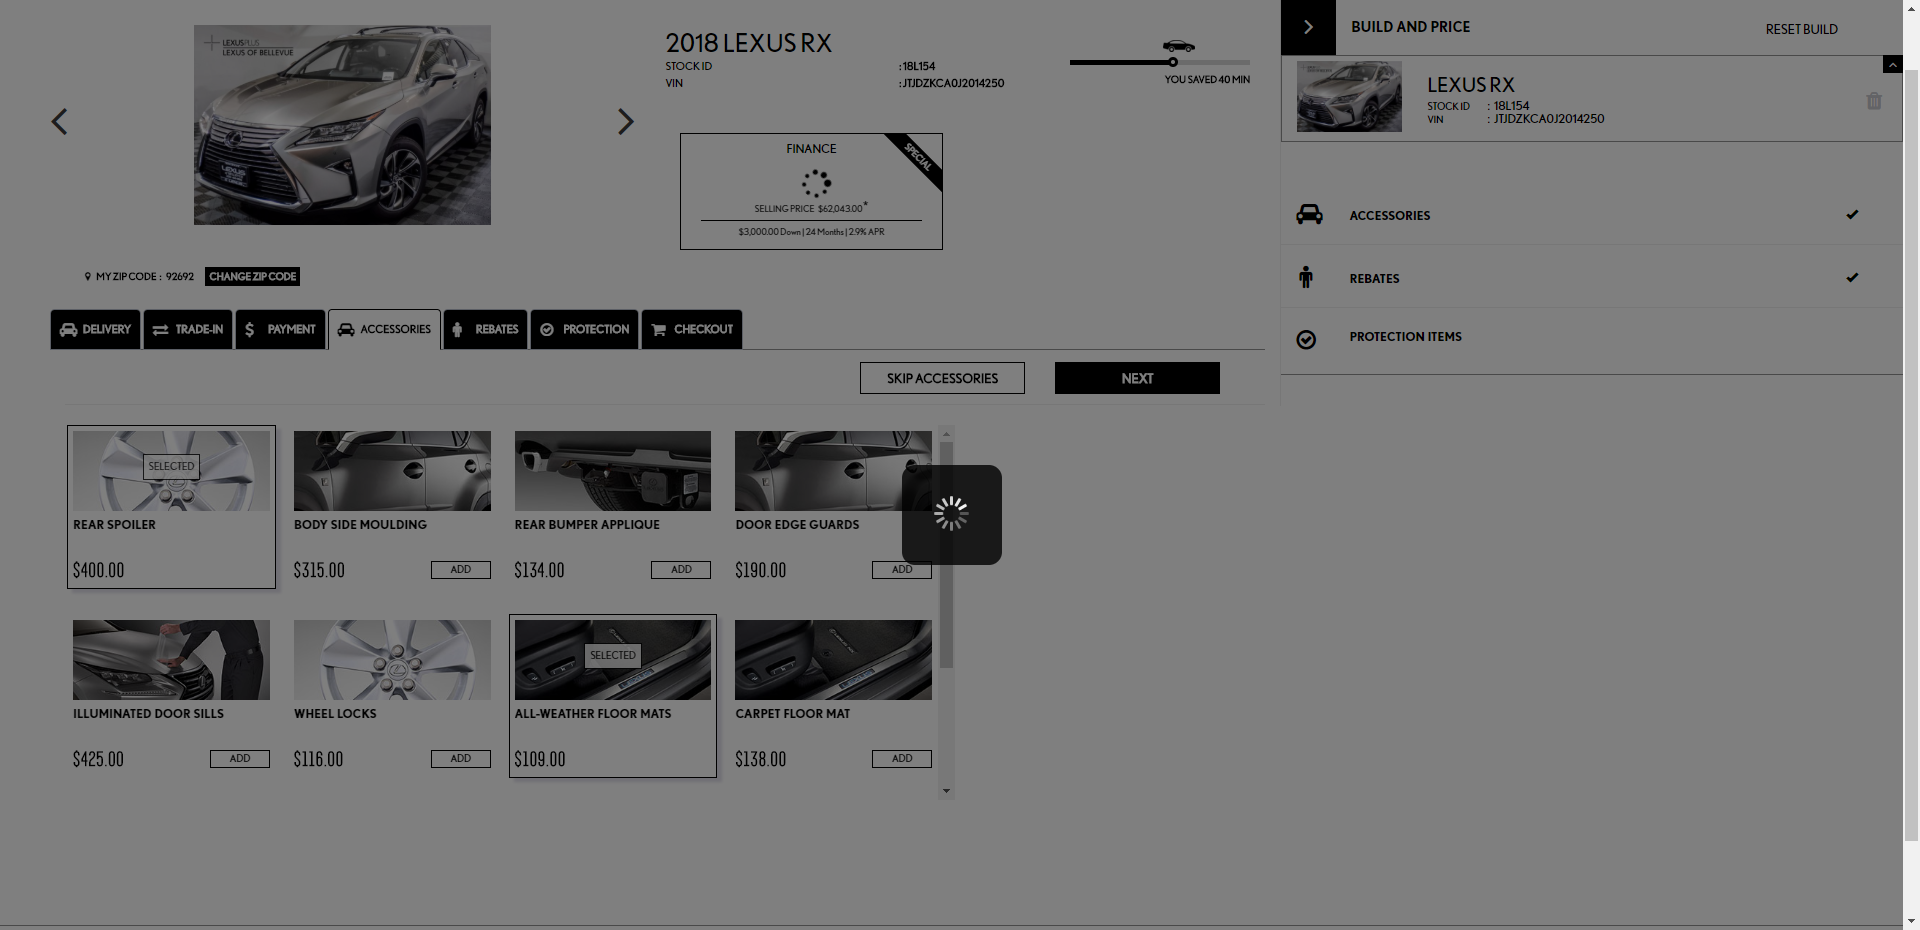 LEXUSPLUS
LEXUS OF BELLEVUE
2018 LEXUS RX
STOCK ID : 18L154
VIN : JTJDZKCA0J2014250
YOU SAVED 40 MIN
FINANCE
SPECIAL
SELLING PRICE $62,043.00*
$3,000.00 Down | 24 Months | 2.9% APR
MY ZIP CODE : 92692 CHANGE ZIP CODE
DELIVERY TRADE-IN PAYMENT ACCESSORIES REBATES PROTECTION CHECKOUT
SKIP ACCESSORIES NEXT
SELECTED
REAR SPOILER BODY SIDE MOULDING REAR BUMPER APPLIQUE DOOR EDGE GUARDS
$400.00 $315.00 ADD $134.00 ADD $190.00 ADD
SELECTED
ILLUMINATED DOOR SILLS WHEEL LOCKS ALL-WEATHER FLOOR MATS CARPET FLOOR MAT
$425.00 ADD $116.00 ADD $109.00 $138.00 ADD
BUILD AND PRICE RESET BUILD
LEXUS RX
STOCK ID : 18L154
VIN : JTJDZKCA0J2014250
ACCESSORIES
REBATES
PROTECTION ITEMS